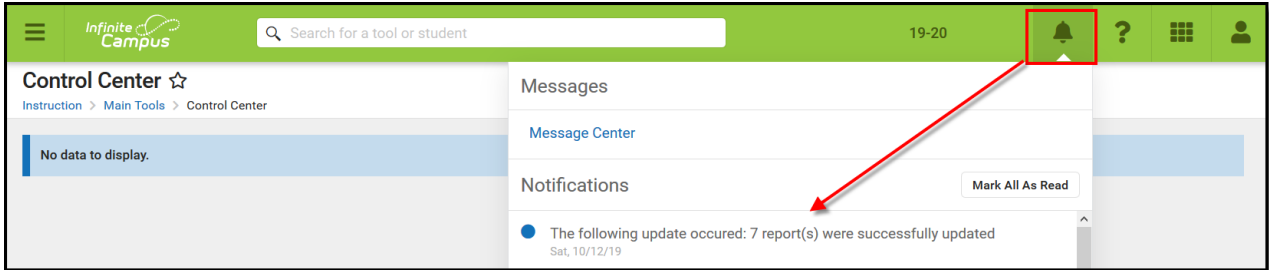 Infinite
Campus
Search for a tool or student
19-20
?
Control Center
Instruction > Main Tools > Control Center
No data to display.
Messages
Message Center
Notifications
Mark All As Read
The following update occured: 7 report(s) were successfully updated
Sat, 10/12/19